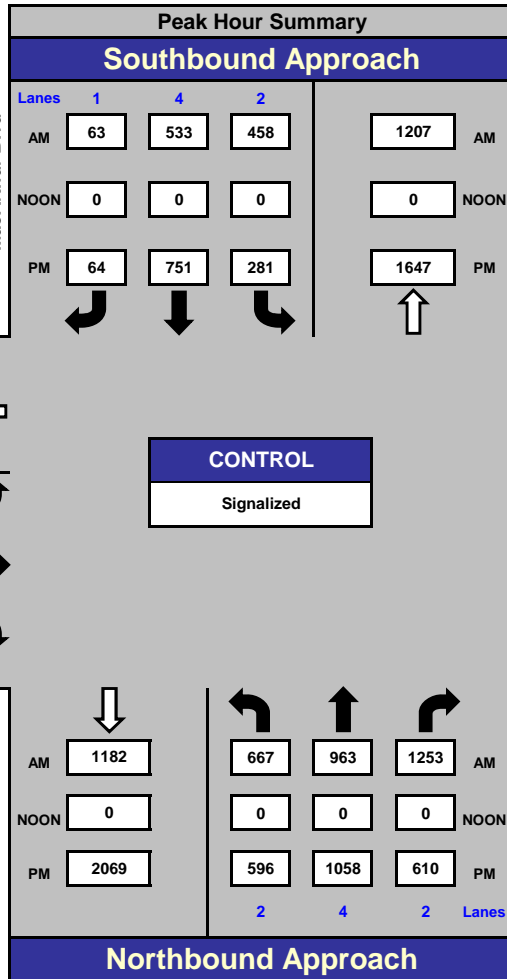 Peak Hour Summary
Southbound Approach
Lanes 1 4 2
AM 63 533 458 1207 AM
NOON 0 0 0 0 NOON
PM 64 751 281 1647 PM
CONTROL
Signalized
AM 1182 667 963 1253 AM
NOON 0 0 0 0 NOON
PM 2069 596 1058 610 PM
2 4 2 Lanes
Northbound Approach